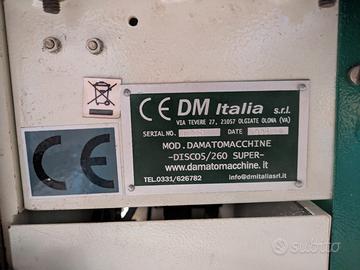 CE DM Italia s.r.l.
VIA TEVERE 27, 21057 OLGIATE OLONA (VA)
SERIAL NO. DATE
MOD. DAMATOMACCHINE
-DISCO5/260 SUPER-
www.damatomacchine.it
TEL.0331/626782 info@dmitaliasrl.it
CE
subito